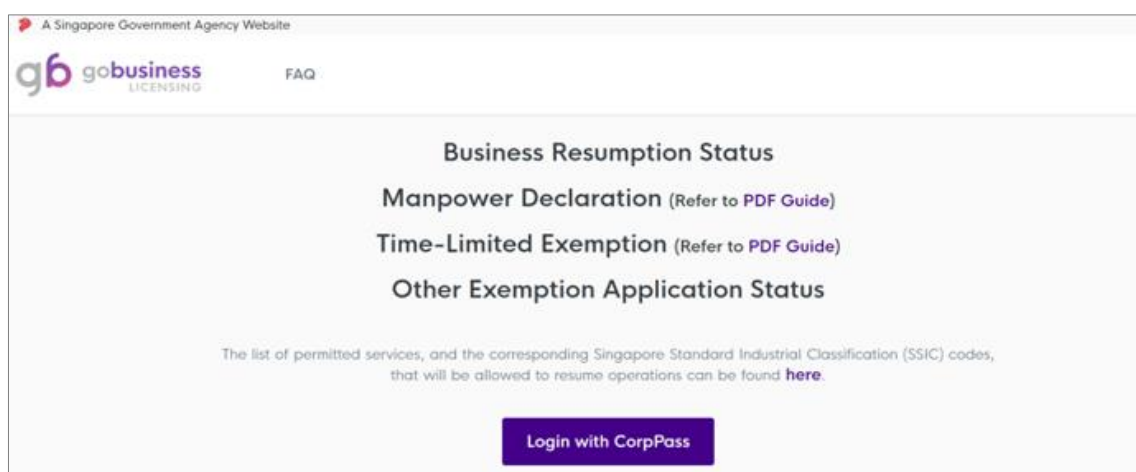 A Singapore Government Agency Website
gb gobusiness
LICENSING
FAQ
Business Resumption Status
Manpower Declaration (Refer to PDF Guide)
Time-Limited Exemption (Refer to PDF Guide)
Other Exemption Application Status
The list of permitted services, and the corresponding Singapore Standard Industrial Classification (SSIC) codes,
that will be allowed to resume operations can be found here.
Login with CorpPass